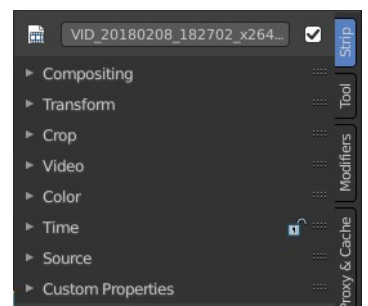 VID_20180208_182702_x264...
Strip
Compositing
Transform
Tool
Crop
Video
Modifiers
Color
Time
Source
Proxy & Cache
Custom Properties